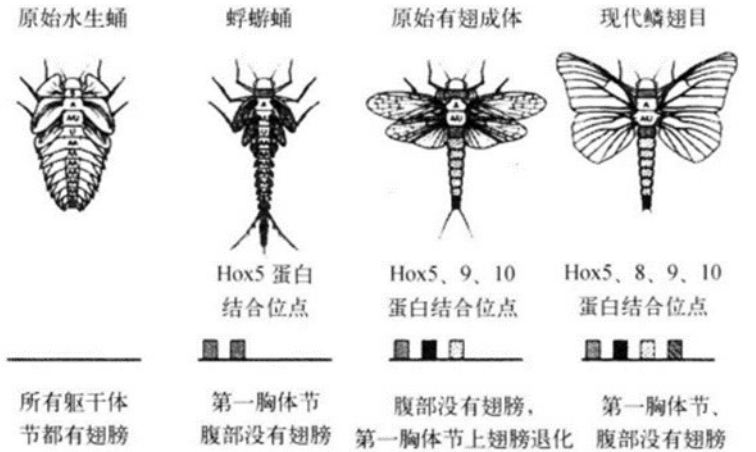 原始水生蛹
蜉蝣蛹
原始有翅成体
现代鳞翅目
Hox5 蛋白
结合位点
Hox5、9、10
蛋白结合位点
Hox5、8、9、10
蛋白结合位点
所有躯干体
节都有翅膀
第一胸体节
腹部没有翅膀
腹部没有翅膀，
第一胸体节上翅膀退化
第一胸体节、
腹部没有翅膀